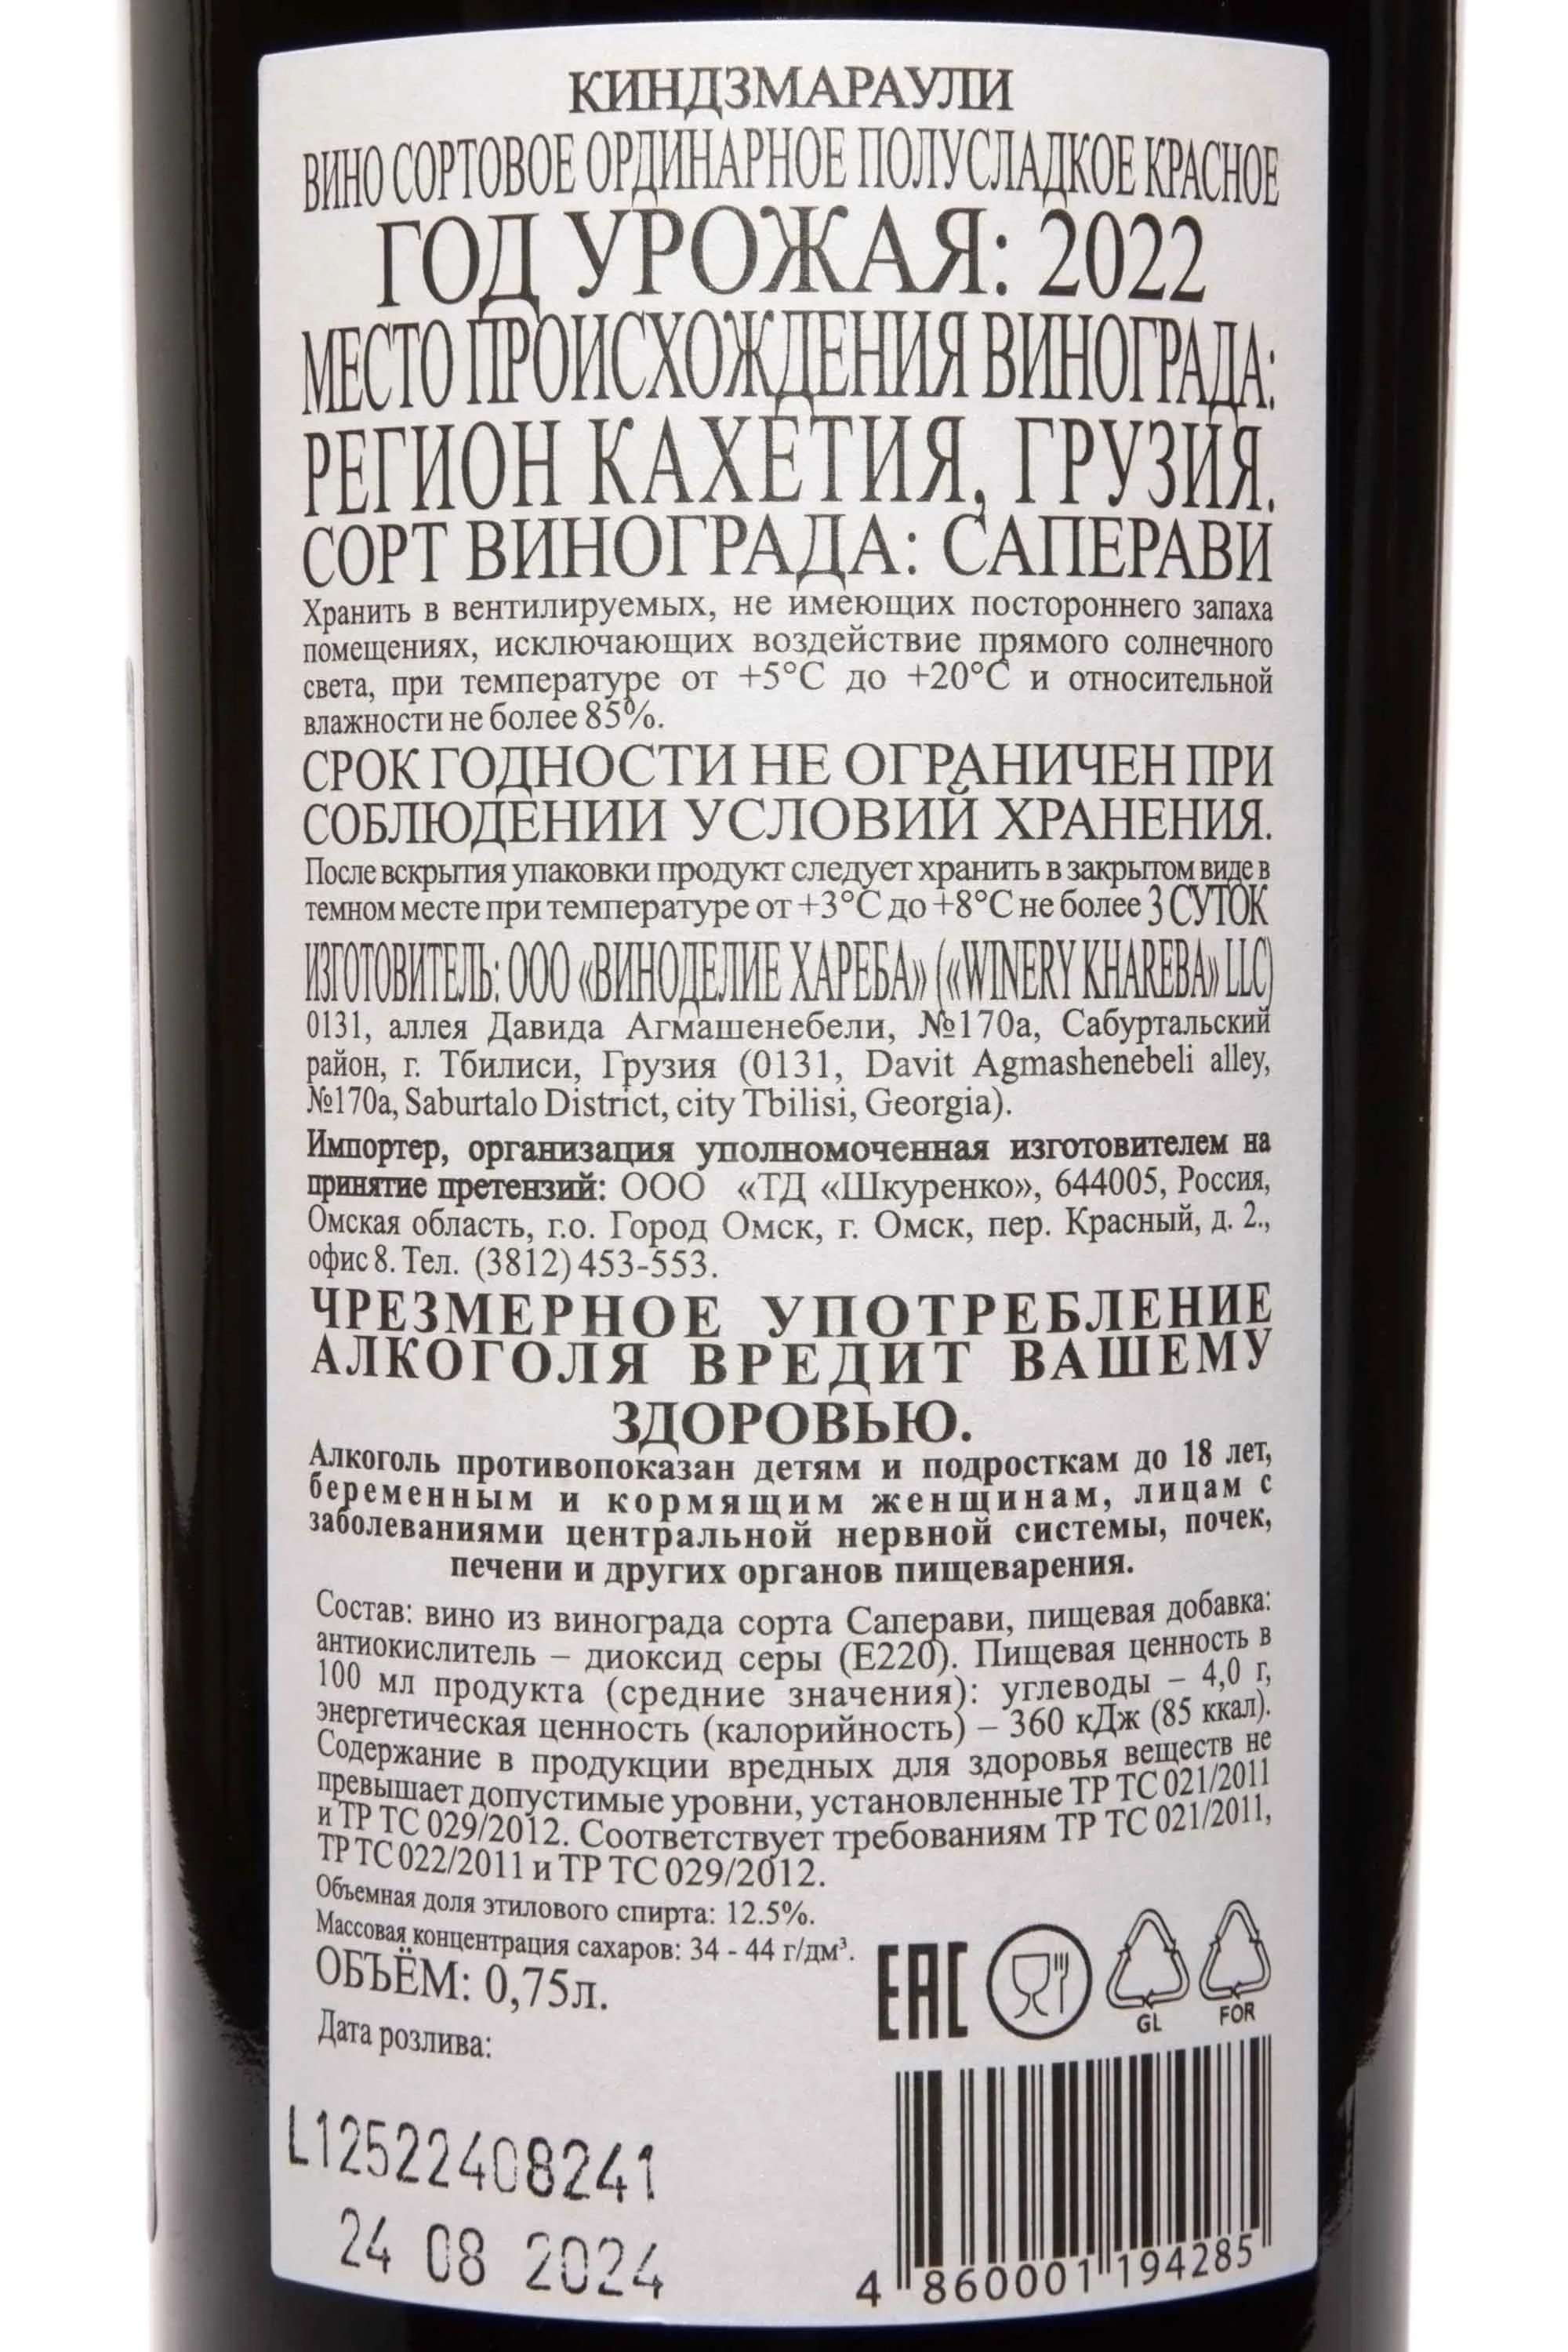 КИНДЗМАРАУЛИ
ВИНО СОРТОВОЕ ОРДИНАРНОЕ ПОЛУСЛАДКОЕ КРАСНОЕ
ГОД УРОЖАЯ: 2022
МЕСТО ПРОИСХОЖДЕНИЯ ВИНОГРАДА:
РЕГИОН КАХЕТИЯ, ГРУЗИЯ.
СОРТ ВИНОГРАДА: САПЕРАВИ
Хранить в вентилируемых, не имеющих постороннего запаха
помещениях, исключающих воздействие прямого солнечного
света, при температуре от +5°С до +20°С и относительной
влажности не более 85%.
СРОК ГОДНОСТИ НЕ ОГРАНИЧЕН ПРИ
СОБЛЮДЕНИИ УСЛОВИЙ ХРАНЕНИЯ.
После вскрытия упаковки продукт следует хранить в закрытом виде в
темном месте при температуре от +3°С до +8°С не более 3 СУТОК
ИЗГОТОВИТЕЛЬ: ООО «ВИНОДЕЛИЕ ХАРЕБА» («WINERY KHAREBA» LLC)
0131, аллея Давида Агмашенебели, №170а, Сабуртальский
район, г. Тбилиси, Грузия (0131, Davit Agmashenebeli alley,
№170a, Saburtalo District, city Tbilisi, Georgia).
Импортер, организация уполномоченная изготовителем на
принятие претензий: ООО «ТД «Шкуренко», 644005, Россия,
Омская область, г.о. Город Омск, г. Омск, пер. Красный, д. 2.,
офис 8. Тел. (3812) 453-553.
ЧРЕЗМЕРНОЕ УПОТРЕБЛЕНИЕ
АЛКОГОЛЯ ВРЕДИТ ВАШЕМУ
ЗДОРОВЬЮ.
Алкоголь противопоказан детям и подросткам до 18 лет,
беременным и кормящим женщинам, лицам с
заболеваниями центральной нервной системы, почек,
печени и других органов пищеварения.
Состав: вино из винограда сорта Саперави, пищевая добавка:
антиокислитель – диоксид серы (Е220). Пищевая ценность в
100 мл продукта (средние значения): углеводы – 4,0 г,
энергетическая ценность (калорийность) – 360 кДж (85 ккал).
Содержание в продукции вредных для здоровья веществ не
превышает допустимые уровни, установленные ТР ТС 021/2011
и ТР ТС 029/2012. Соответствует требованиям ТР ТС 021/2011,
ТР ТС 022/2011 и ТР ТС 029/2012.
Объемная доля этилового спирта: 12.5%.
Массовая концентрация сахаров: 34 - 44 г/дм³.
ОБЪЁМ: 0,75л.
Дата розлива:
EAC
GL
FOR
L12522408241
24 08 2024
4 860001 194285